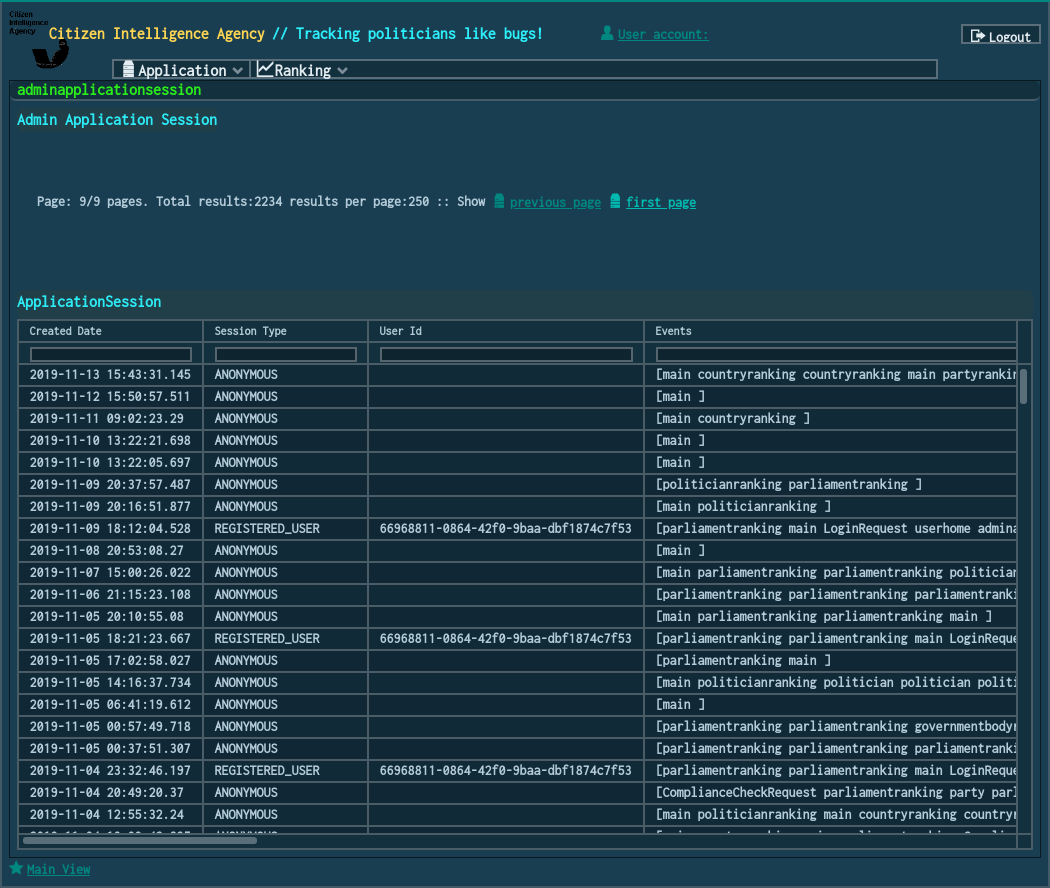 Citizen
Intelligence
Agency
Citizen Intelligence Agency // Tracking politicians like bugs!
User account:
Logout
Application
Ranking
adminapplicationsession
Admin Application Session
Page: 9/9 pages. Total results:2234 results per page:250 :: Show previous page first page
ApplicationSession
Created Date Session Type User Id Events
2019-11-13 15:43:31.145 ANONYMOUS [main countryranking countryranking main partyrankin
2019-11-12 15:50:57.511 ANONYMOUS [main ]
2019-11-11 09:02:23.29 ANONYMOUS [main countryranking ]
2019-11-10 13:22:21.698 ANONYMOUS [main ]
2019-11-10 13:22:05.697 ANONYMOUS [main ]
2019-11-09 20:37:57.487 ANONYMOUS [politicianranking parliamentranking ]
2019-11-09 20:16:51.877 ANONYMOUS [main politicianranking ]
2019-11-09 18:12:04.528 REGISTERED_USER 66968811-0864-42f0-9baa-dbf1874c7f53 [parliamentranking main LoginRequest userhome admina
2019-11-08 20:53:08.27 ANONYMOUS [main ]
2019-11-07 15:00:26.022 ANONYMOUS [main parliamentranking parliamentranking politician
2019-11-06 21:15:23.108 ANONYMOUS [parliamentranking parliamentranking parliamentranki
2019-11-05 20:10:55.08 ANONYMOUS [main parliamentranking parliamentranking main ]
2019-11-05 18:21:23.667 REGISTERED_USER 66968811-0864-42f0-9baa-dbf1874c7f53 [parliamentranking parliamentranking main LoginReque
2019-11-05 17:02:58.027 ANONYMOUS [parliamentranking main ]
2019-11-05 14:16:37.734 ANONYMOUS [main politicianranking politician politician politi
2019-11-05 06:41:19.612 ANONYMOUS [main ]
2019-11-05 00:57:49.718 ANONYMOUS [parliamentranking parliamentranking governmentbodyr
2019-11-05 00:37:51.307 ANONYMOUS [parliamentranking parliamentranking parliamentranki
2019-11-04 23:32:46.197 REGISTERED_USER 66968811-0864-42f0-9baa-dbf1874c7f53 [parliamentranking parliamentranking main LoginReque
2019-11-04 20:49:20.37 ANONYMOUS [ComplianceCheckRequest parliamentranking party parl
2019-11-04 12:55:32.24 ANONYMOUS [main politicianranking main countryranking countryr
Main View